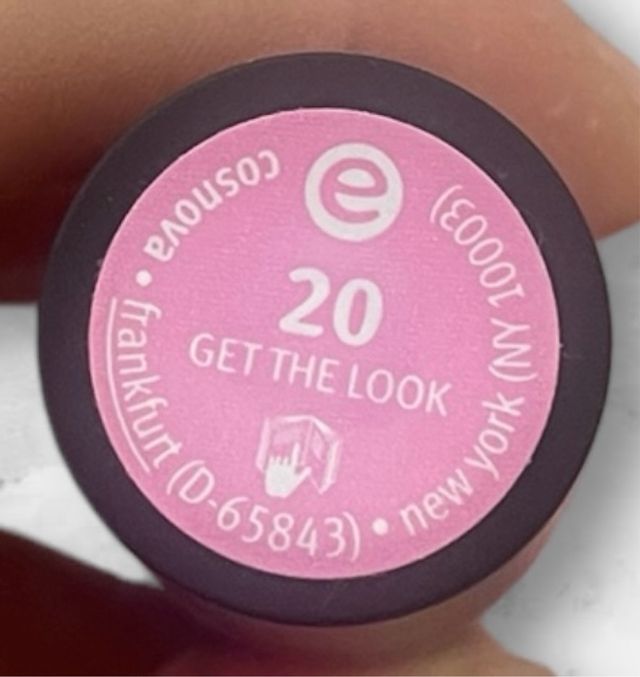 e
20
GET THE LOOK
cosnova • frankfurt (D-65843) • new york (NY 10003)